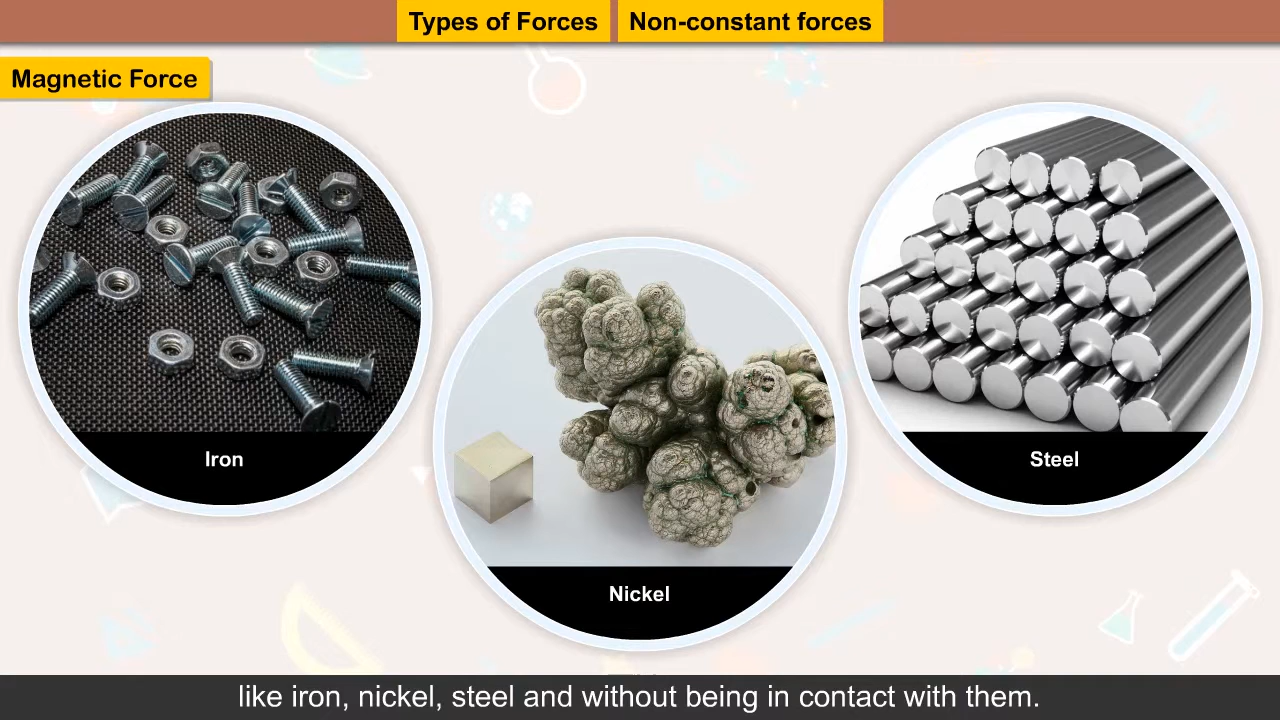 Types of Forces
Non-constant forces
Magnetic Force
Iron
Nickel
Steel
like iron, nickel, steel and without being in contact with them.